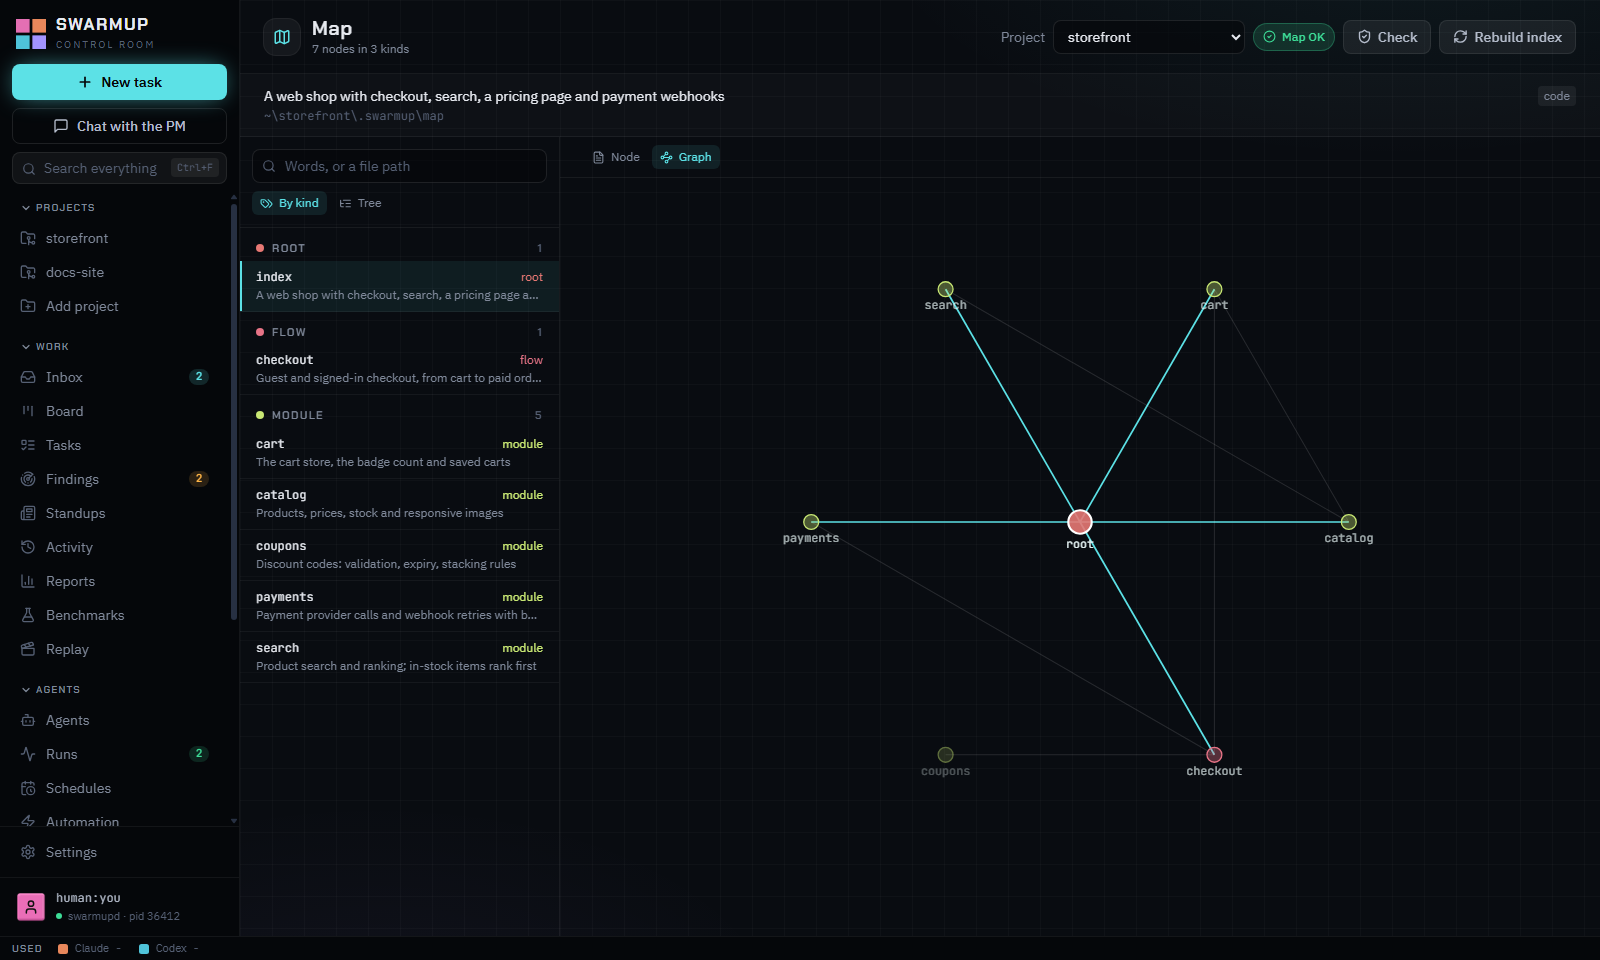 SWARMUP
CONTROL ROOM
New task
Chat with the PM
Search everything Ctrl+F
PROJECTS
storefront
docs-site
Add project
WORK
Inbox 2
Board
Tasks
Findings 2
Standups
Activity
Reports
Benchmarks
Replay
AGENTS
Agents
Runs 2
Schedules
Automation
Settings
human:you
swarmupd · pid 36412
USED Claude - Codex -
Map
7 nodes in 3 kinds
Project storefront Map OK Check Rebuild index
A web shop with checkout, search, a pricing page and payment webhooks
code
~\storefront\.swarmup\map
Words, or a file path
By kind Tree
ROOT 1
index root
A web shop with checkout, search, a pricing page a...
FLOW 1
checkout flow
Guest and signed-in checkout, from cart to paid ord...
MODULE 5
cart module
The cart store, the badge count and saved carts
catalog module
Products, prices, stock and responsive images
coupons module
Discount codes: validation, expiry, stacking rules
payments module
Payment provider calls and webhook retries with b...
search module
Product search and ranking; in-stock items rank first
Node Graph
search
cart
payments
root
catalog
coupons
checkout